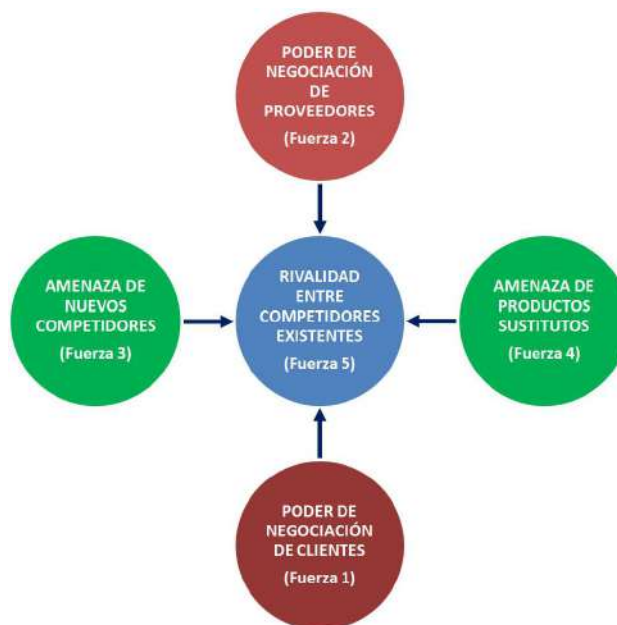 PODER DE
NEGOCIACIÓN
DE
PROVEEDORES
(Fuerza 2)
AMENAZA DE
NUEVOS
COMPETIDORES
(Fuerza 3)
RIVALIDAD
ENTRE
COMPETIDORES
EXISTENTES
(Fuerza 5)
AMENAZA DE
PRODUCTOS
SUSTITUTOS
(Fuerza 4)
PODER DE
NEGOCIACIÓN
DE CLIENTES
(Fuerza 1)